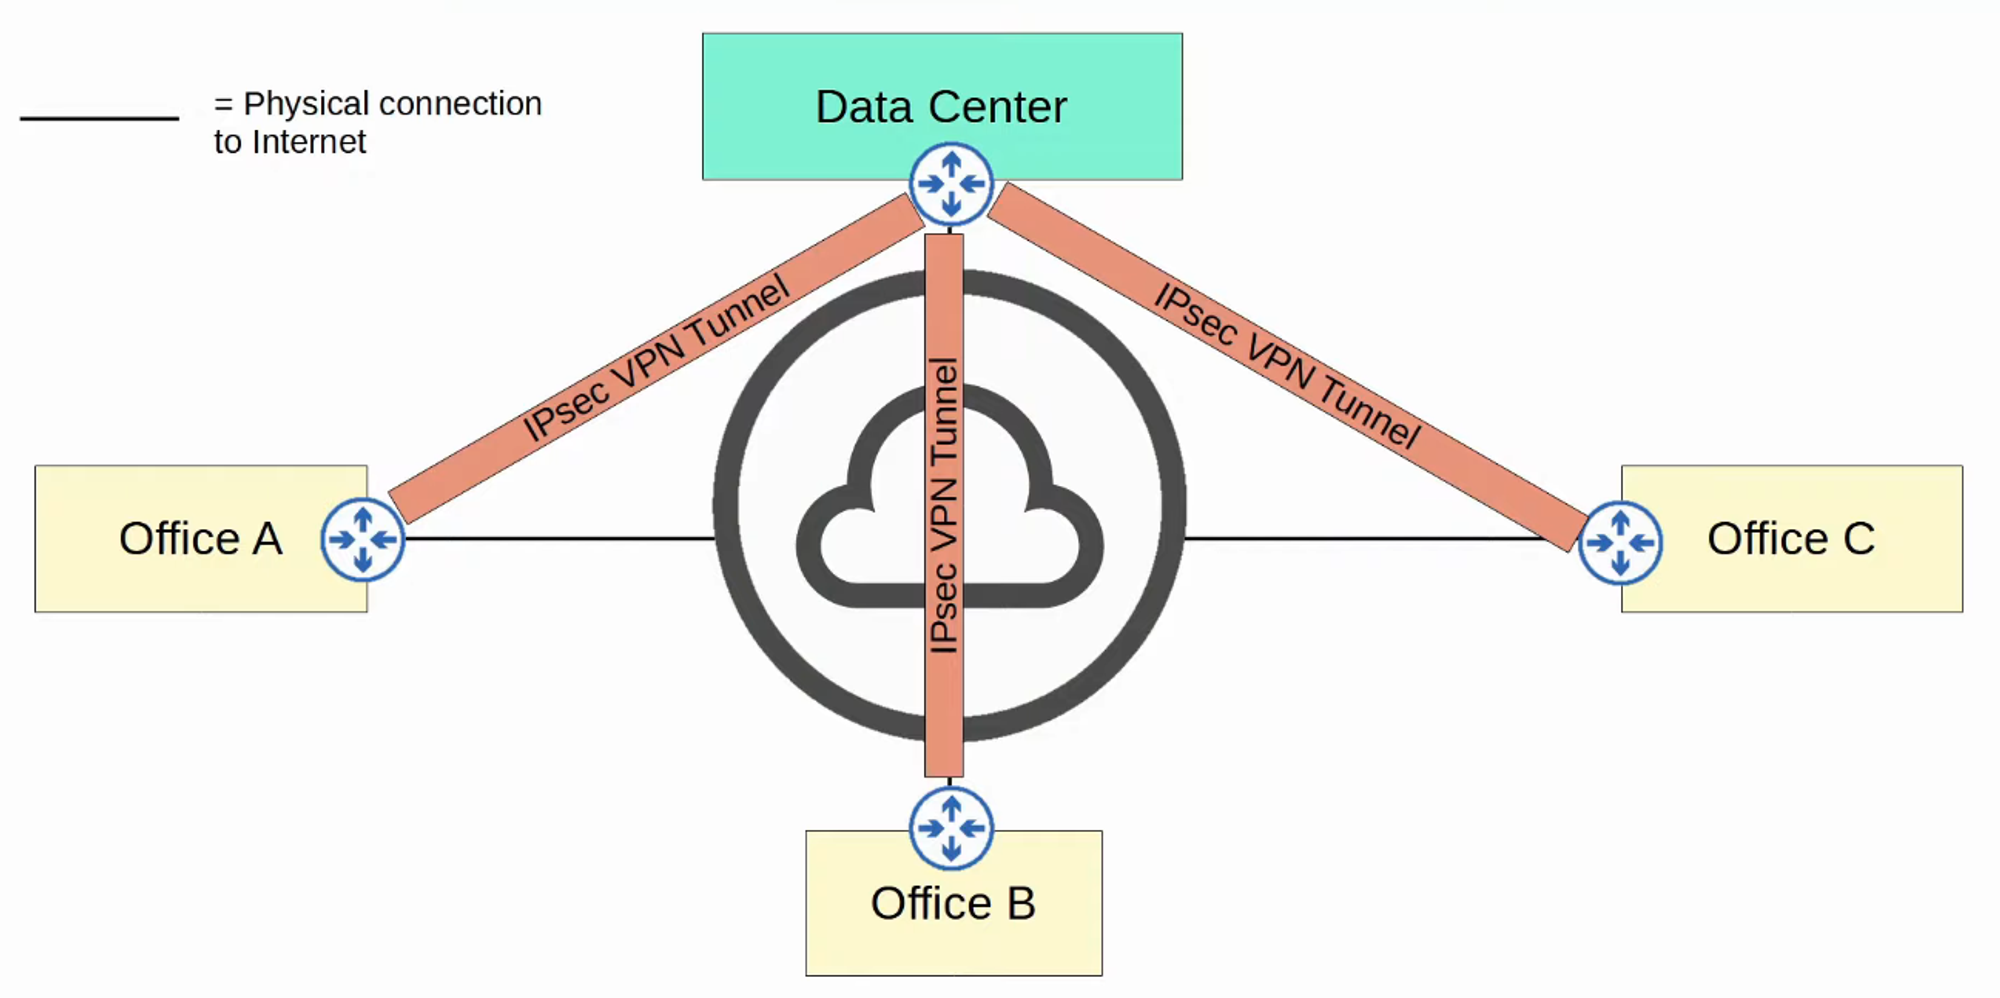 = Physical connection
to Internet
Data Center
IPsec VPN Tunnel
IPsec VPN Tunnel
IPsec VPN Tunnel
Office A
Office C
Office B